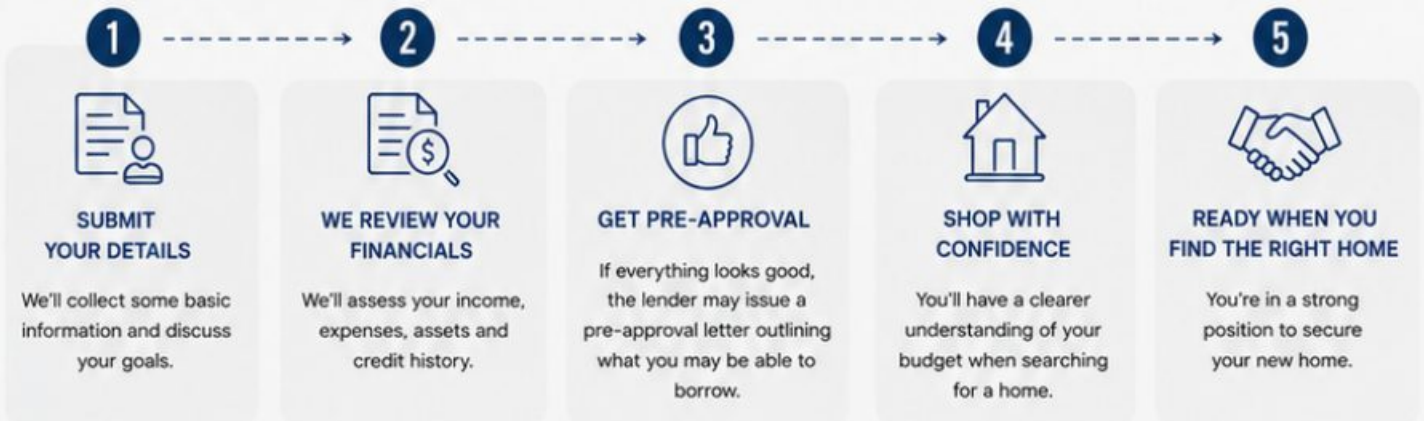 1
2
3
4
5
SUBMIT
YOUR DETAILS
We'll collect some basic
information and discuss
your goals.
$
WE REVIEW YOUR
FINANCIALS
We'll assess your income,
expenses, assets and
credit history.
GET PRE-APPROVAL
If everything looks good,
the lender may issue a
pre-approval letter outlining
what you may be able to
borrow.
SHOP WITH
CONFIDENCE
You'll have a clearer
understanding of your
budget when searching
for a home.
READY WHEN YOU
FIND THE RIGHT HOME
You're in a strong
position to secure
your new home.